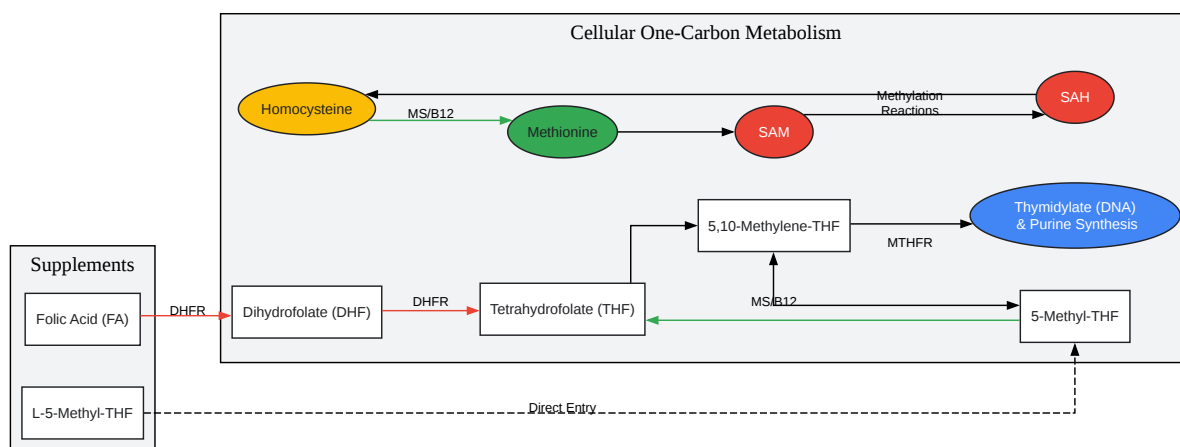 Cellular One-Carbon Metabolism
Homocysteine
MS/B12
Methionine
SAM
Methylation
Reactions
SAH
5,10-Methylene-THF
MTHFR
Thymidylate (DNA)
& Purine Synthesis
Supplements
Folic Acid (FA)
DHFR
Dihydrofolate (DHF)
DHFR
Tetrahydrofolate (THF)
MS/B12
5-Methyl-THF
L-5-Methyl-THF
Direct Entry